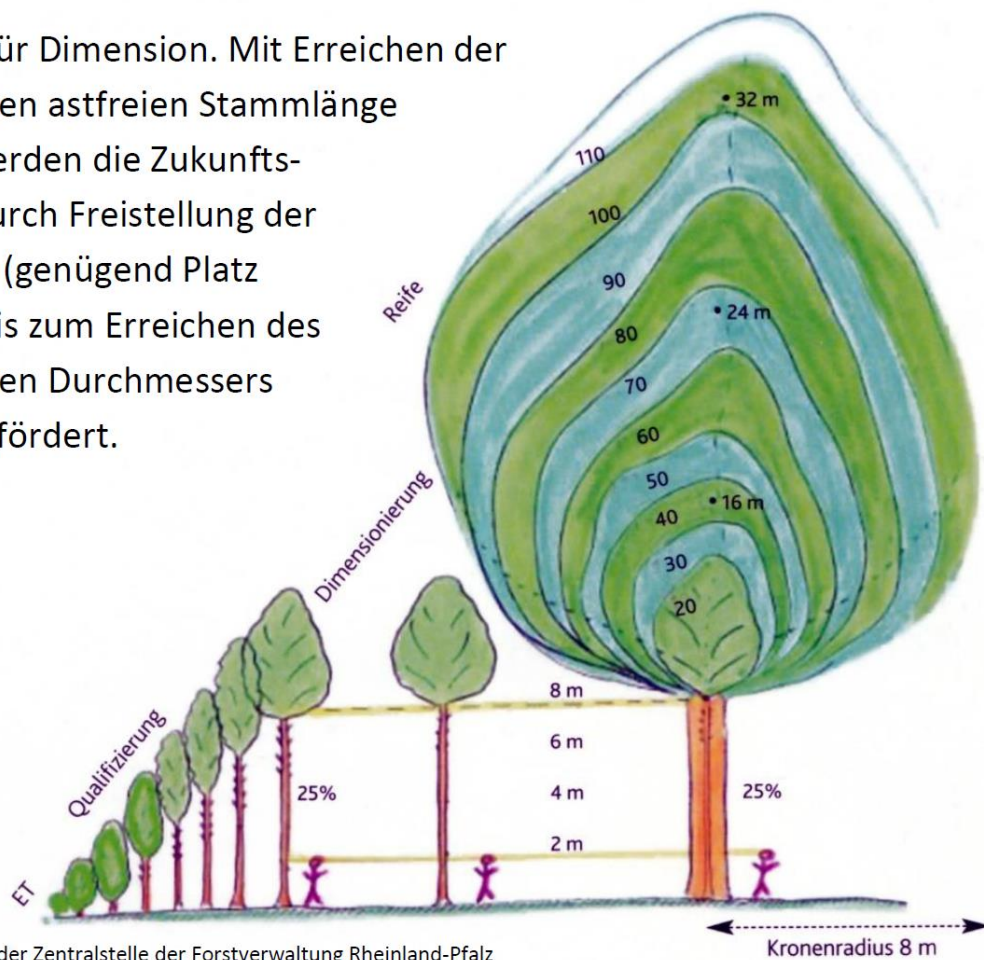 ür Dimension. Mit Erreichen der
en astfreien Stammlänge
erden die Zukunfts-
urch Freistellung der
(genügend Platz
is zum Erreichen des
en Durchmessers
fördert.
32 m
110
100
90
Reife
24 m
80
70
60
50
16 m
40
Dimensionierung
30
20
8 m
Qualifizierung
6 m
25%
4 m
25%
2 m
ET
Kronenradius 8 m
der Zentralstelle der Forstverwaltung Rheinland-Pfalz